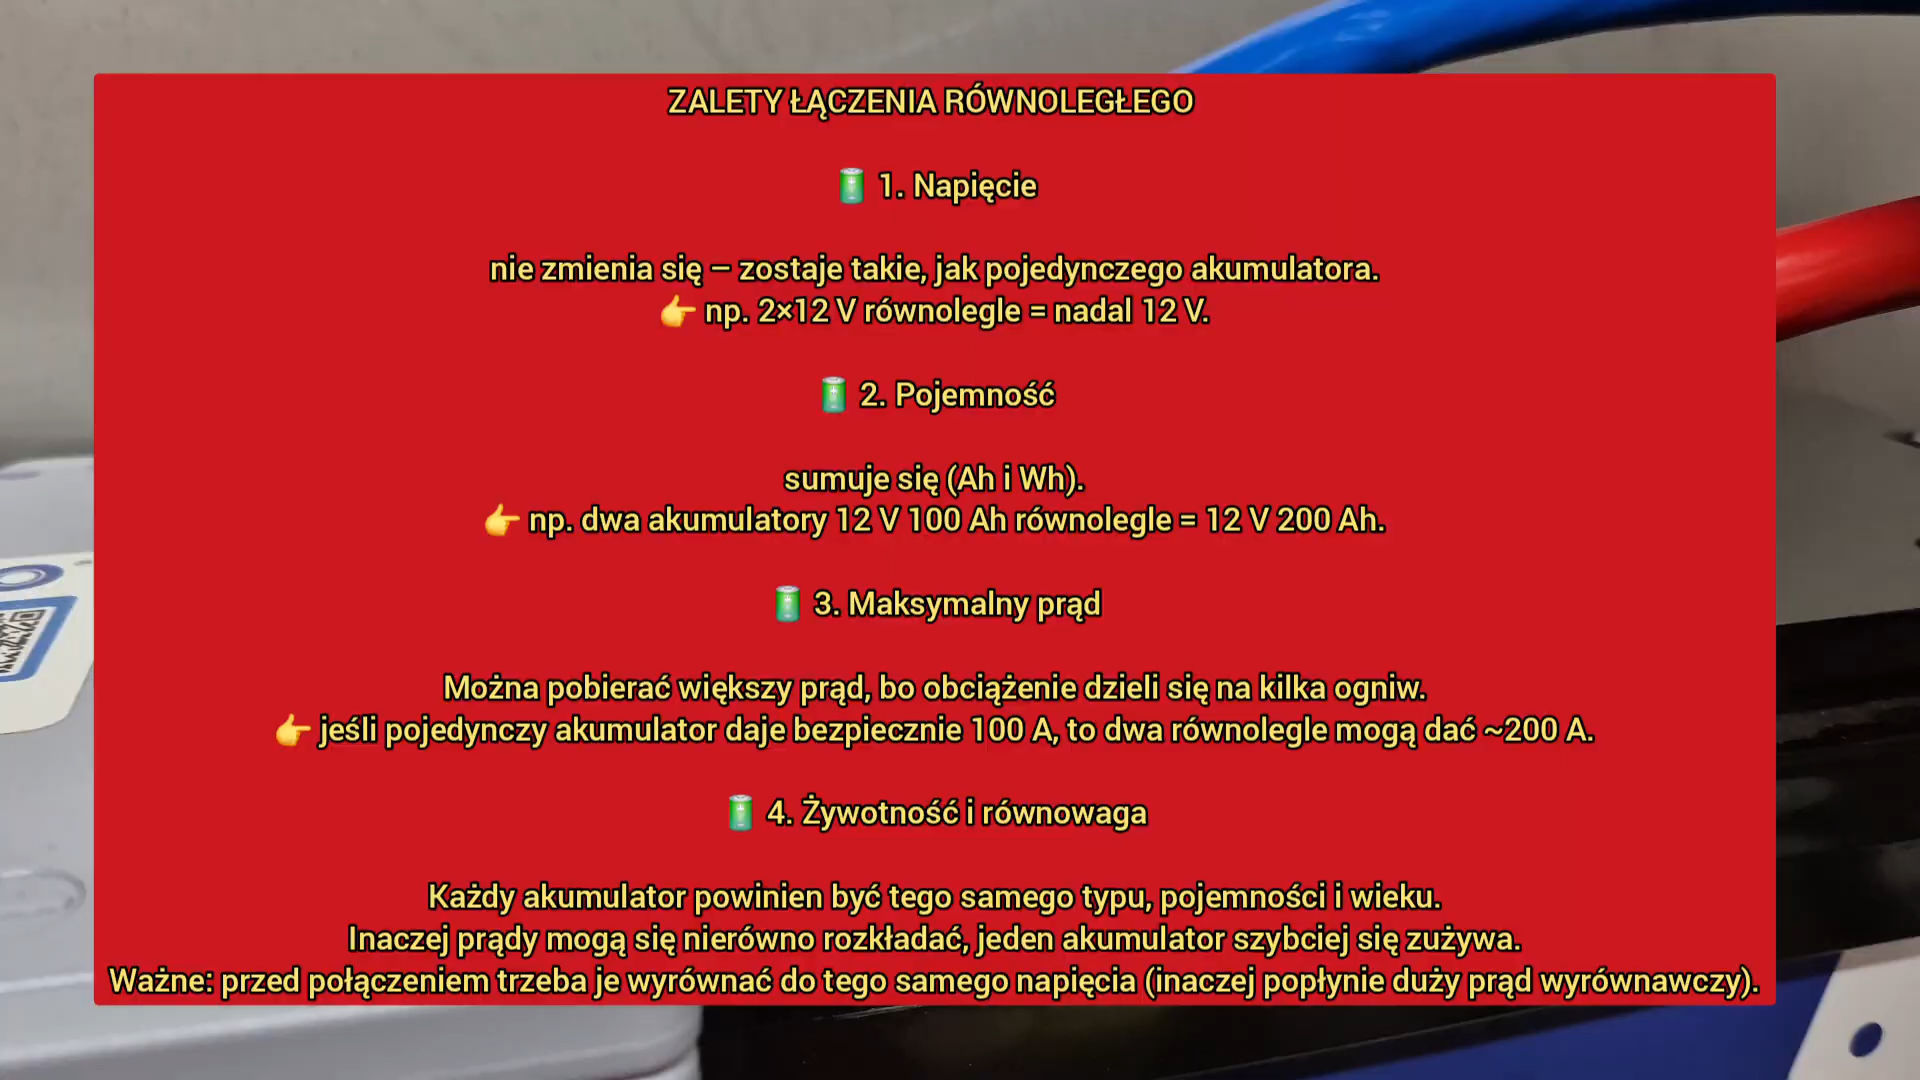 ZALETY ŁĄCZENIA RÓWNOLEGŁEGO
🔋 1. Napięcie
nie zmienia się – zostaje takie, jak pojedynczego akumulatora.
👉 np. 2×12 V równolegle = nadal 12 V.
🔋 2. Pojemność
sumuje się (Ah i Wh).
👉 np. dwa akumulatory 12 V 100 Ah równolegle = 12 V 200 Ah.
🔋 3. Maksymalny prąd
Można pobierać większy prąd, bo obciążenie dzieli się na kilka ogniw.
👉 jeśli pojedynczy akumulator daje bezpiecznie 100 A, to dwa równolegle mogą dać ~200 A.
🔋 4. Żywotność i równowaga
Każdy akumulator powinien być tego samego typu, pojemności i wieku.
Inaczej prądy mogą się nierówno rozkładać, jeden akumulator szybciej się zużywa.
Ważne: przed połączeniem trzeba je wyrównać do tego samego napięcia (inaczej popłynie duży prąd wyrównawczy).